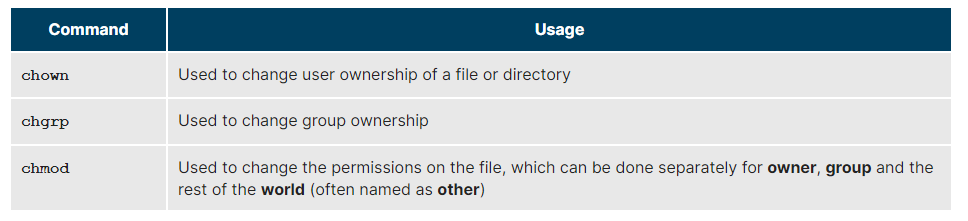 Command Usage
chown Used to change user ownership of a file or directory
chgrp Used to change group ownership
chmod Used to change the permissions on the file, which can be done separately for owner, group and the
rest of the world (often named as other)